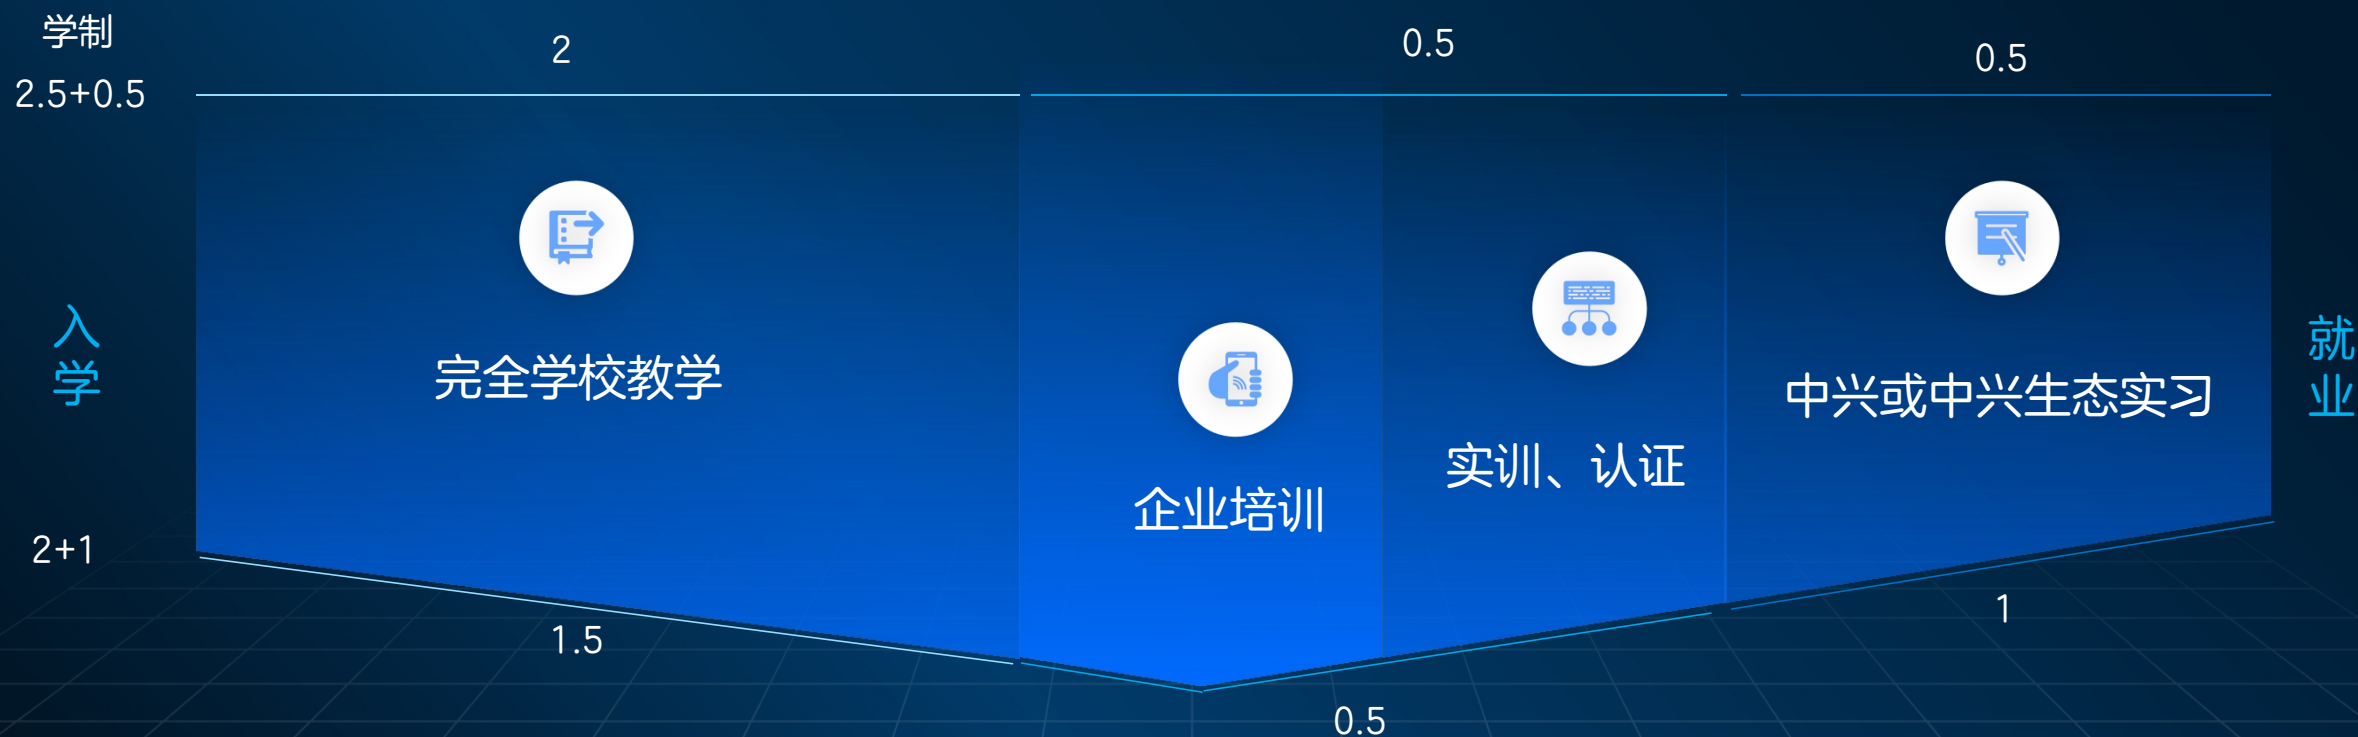 学制
2
0.5
0.5
2.5+0.5
入学
完全学校教学
企业培训
实训、认证
中兴或中兴生态实习
就业
2+1
1.5
0.5
1